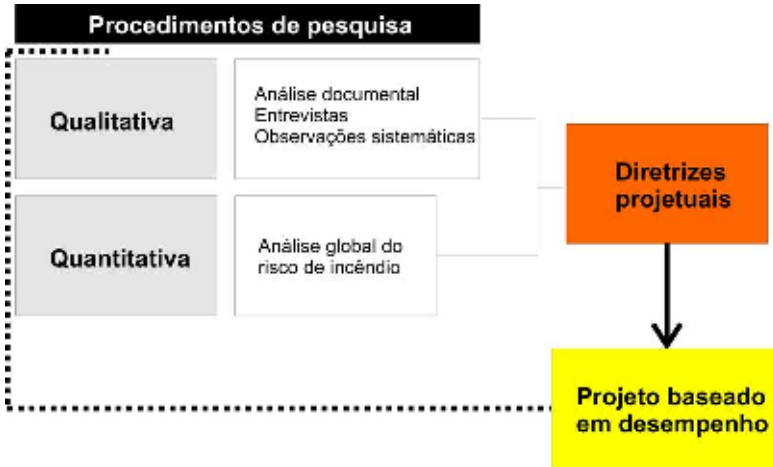 Procedimentos de pesquisa
Qualitativa
Análise documental
Entrevistas
Observações sistemáticas
Quantitativa
Análise global do
risco de incêndio
Diretrizes
projetuais
Projeto baseado
em desempenho